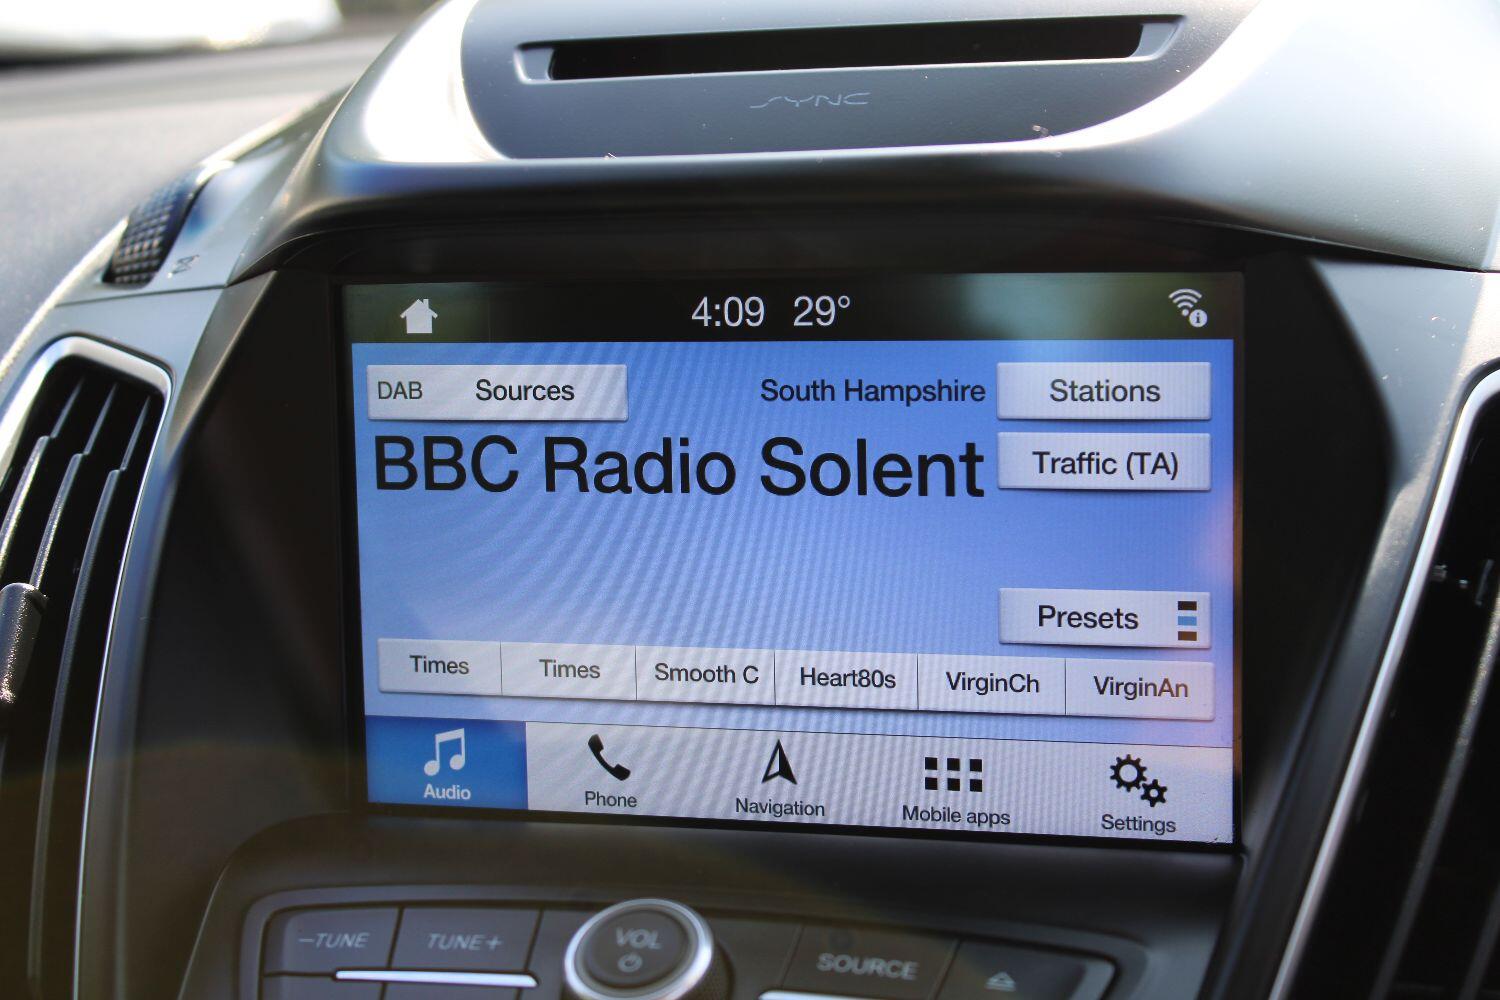 SYNC
4:09 29°
DAB Sources
South Hampshire
Stations
BBC Radio Solent
Traffic (TA)
Presets
Times
Times
Smooth C
Heart80s
VirginCh
VirginAn
Audio
Phone
Navigation
Mobile apps
Settings
–TUNE
TUNE+
VOL
SOURCE